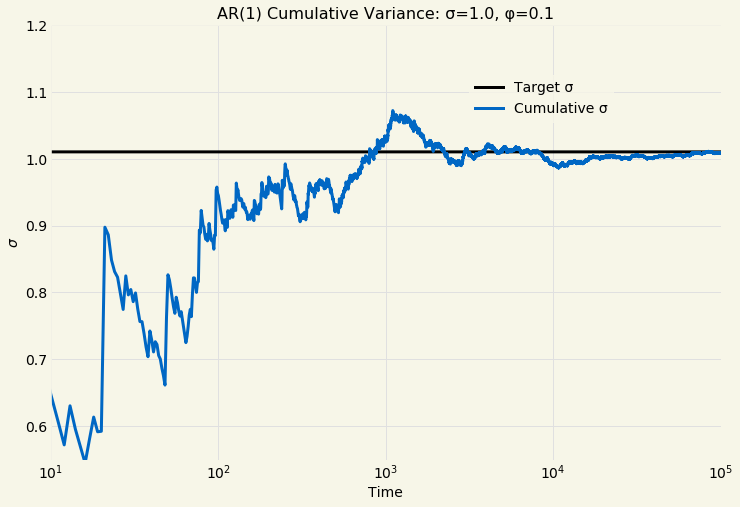 AR(1) Cumulative Variance: σ=1.0, φ=0.1
1.2
1.1
1.0
0.9
0.8
0.7
0.6
σ
Target σ
Cumulative σ
10¹
10²
10³
10⁴
10⁵
Time